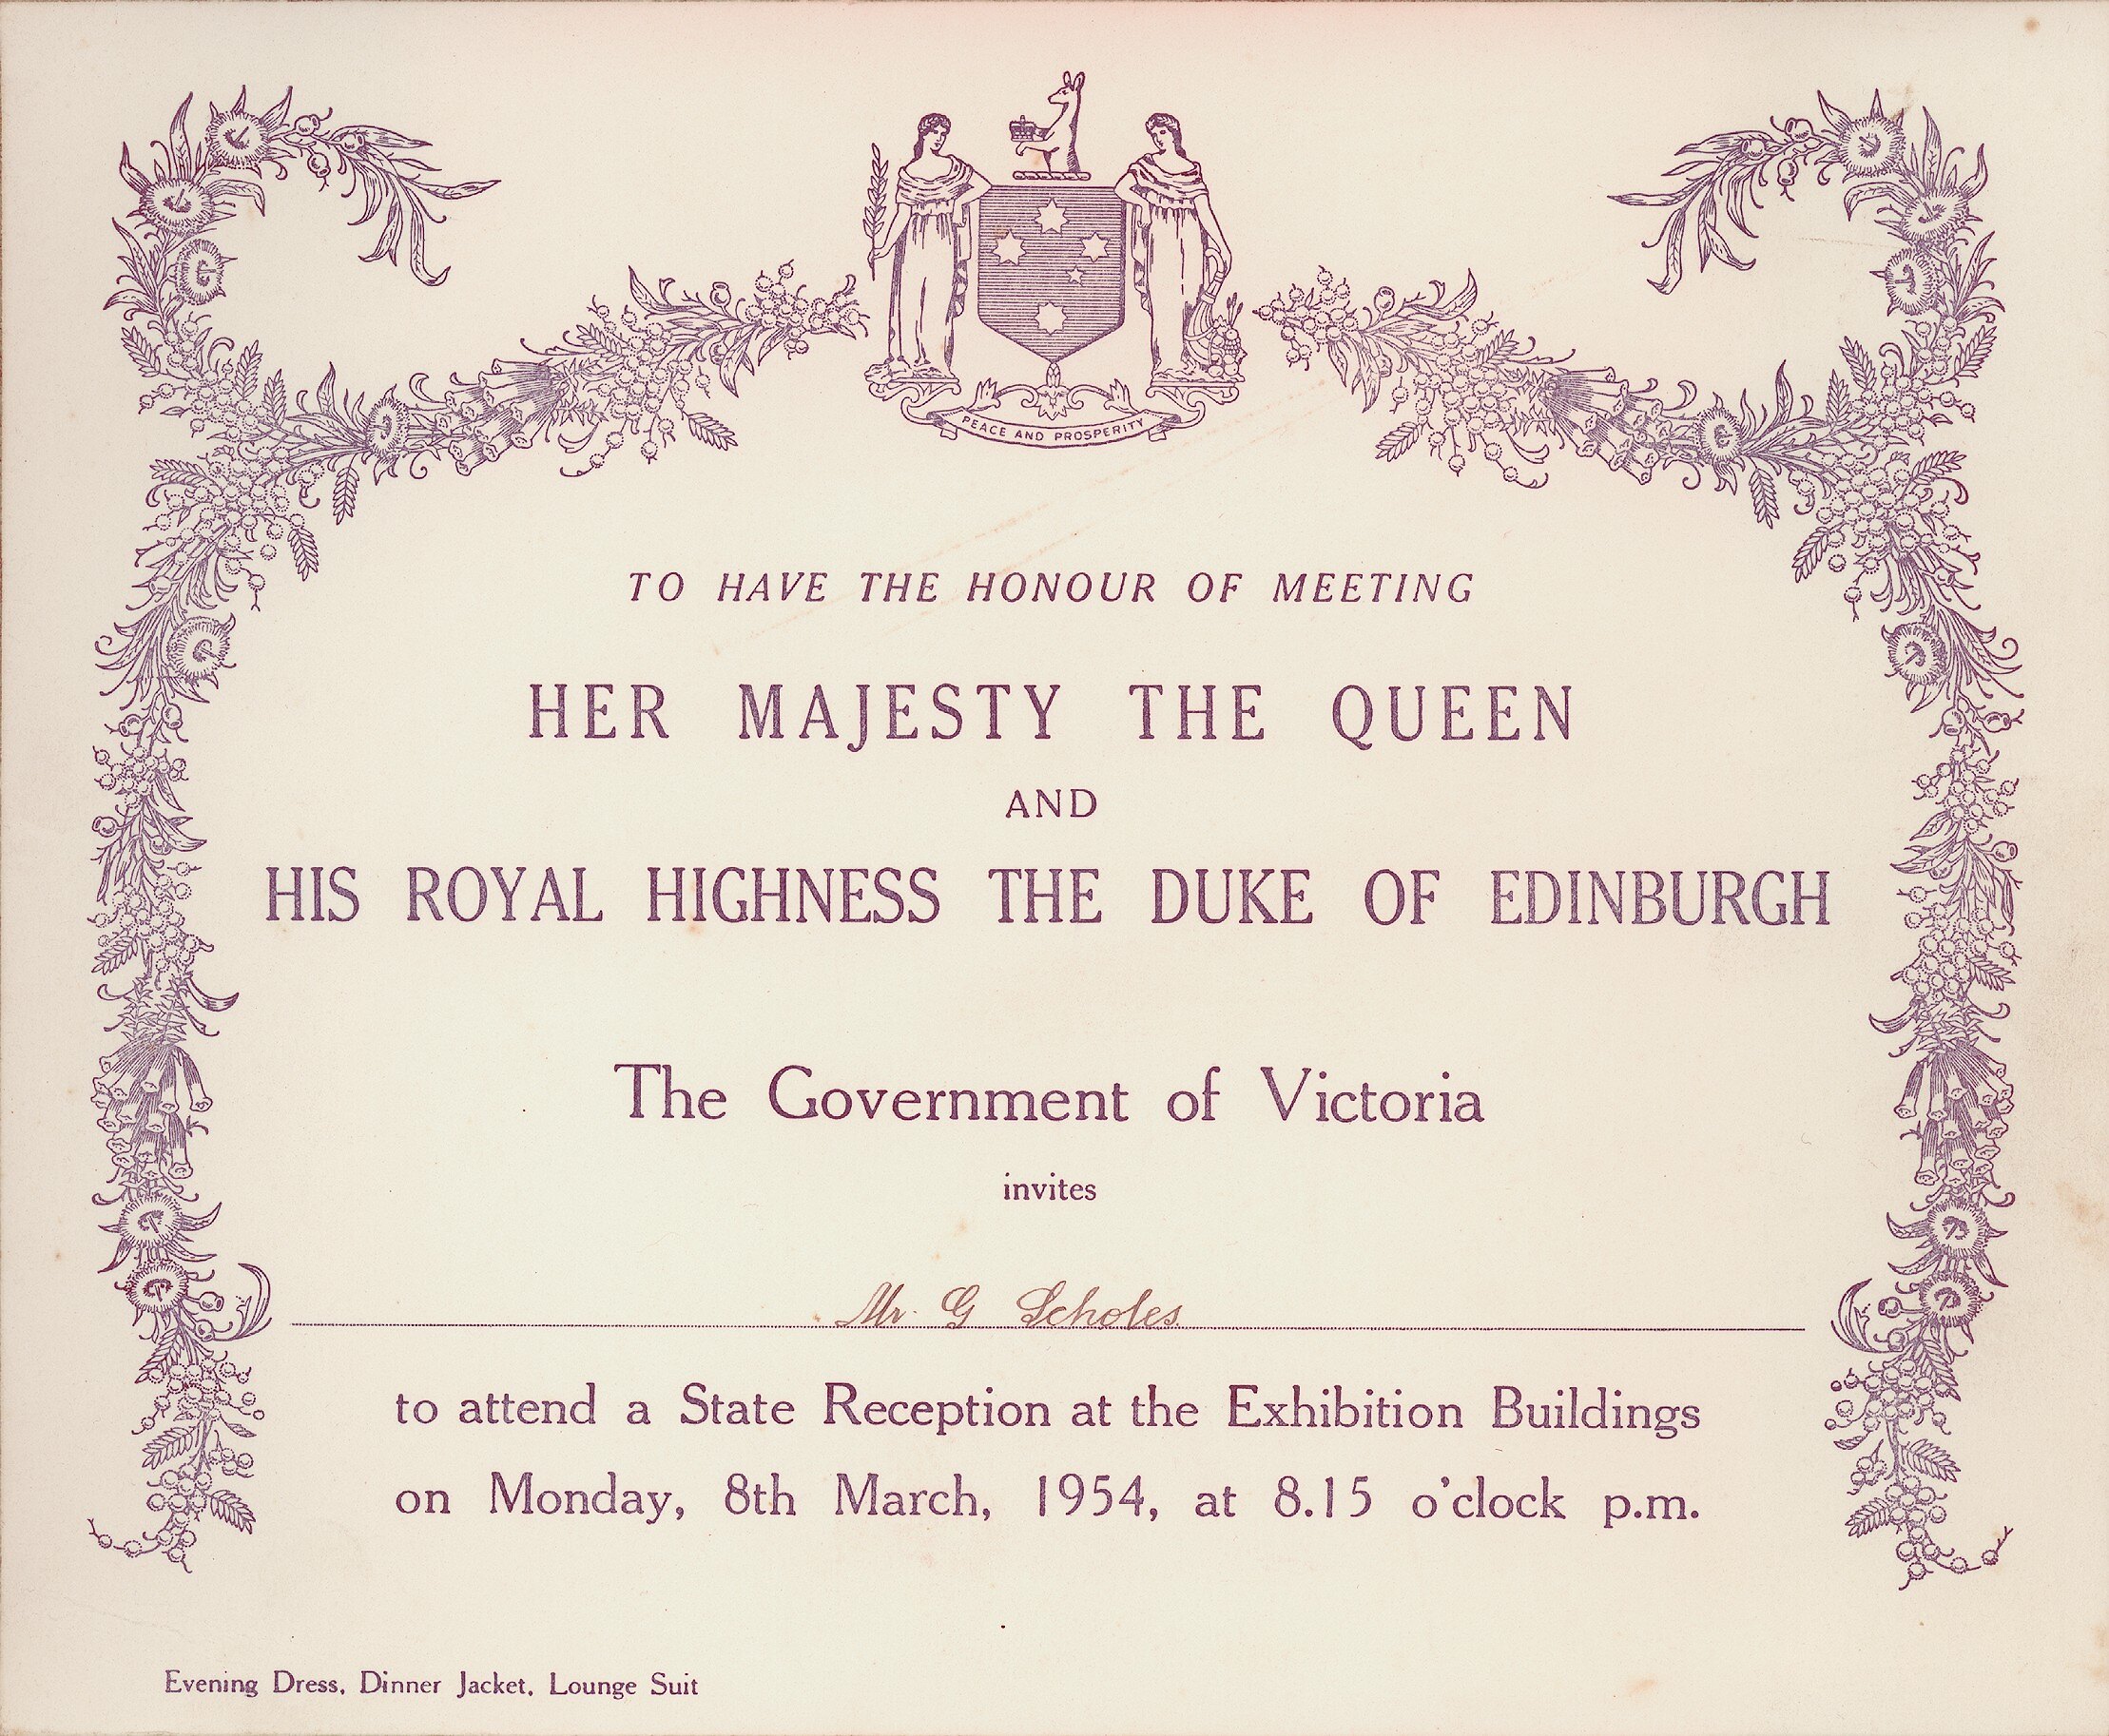 PEACE AND PROSPERITY
TO HAVE THE HONOUR OF MEETING
HER MAJESTY THE QUEEN
AND
HIS ROYAL HIGHNESS THE DUKE OF EDINBURGH
The Government of Victoria
invites
Mr. G Scholes
to attend a State Reception at the Exhibition Buildings
on Monday, 8th March, 1954, at 8.15 o'clock p.m.
Evening Dress, Dinner Jacket, Lounge Suit